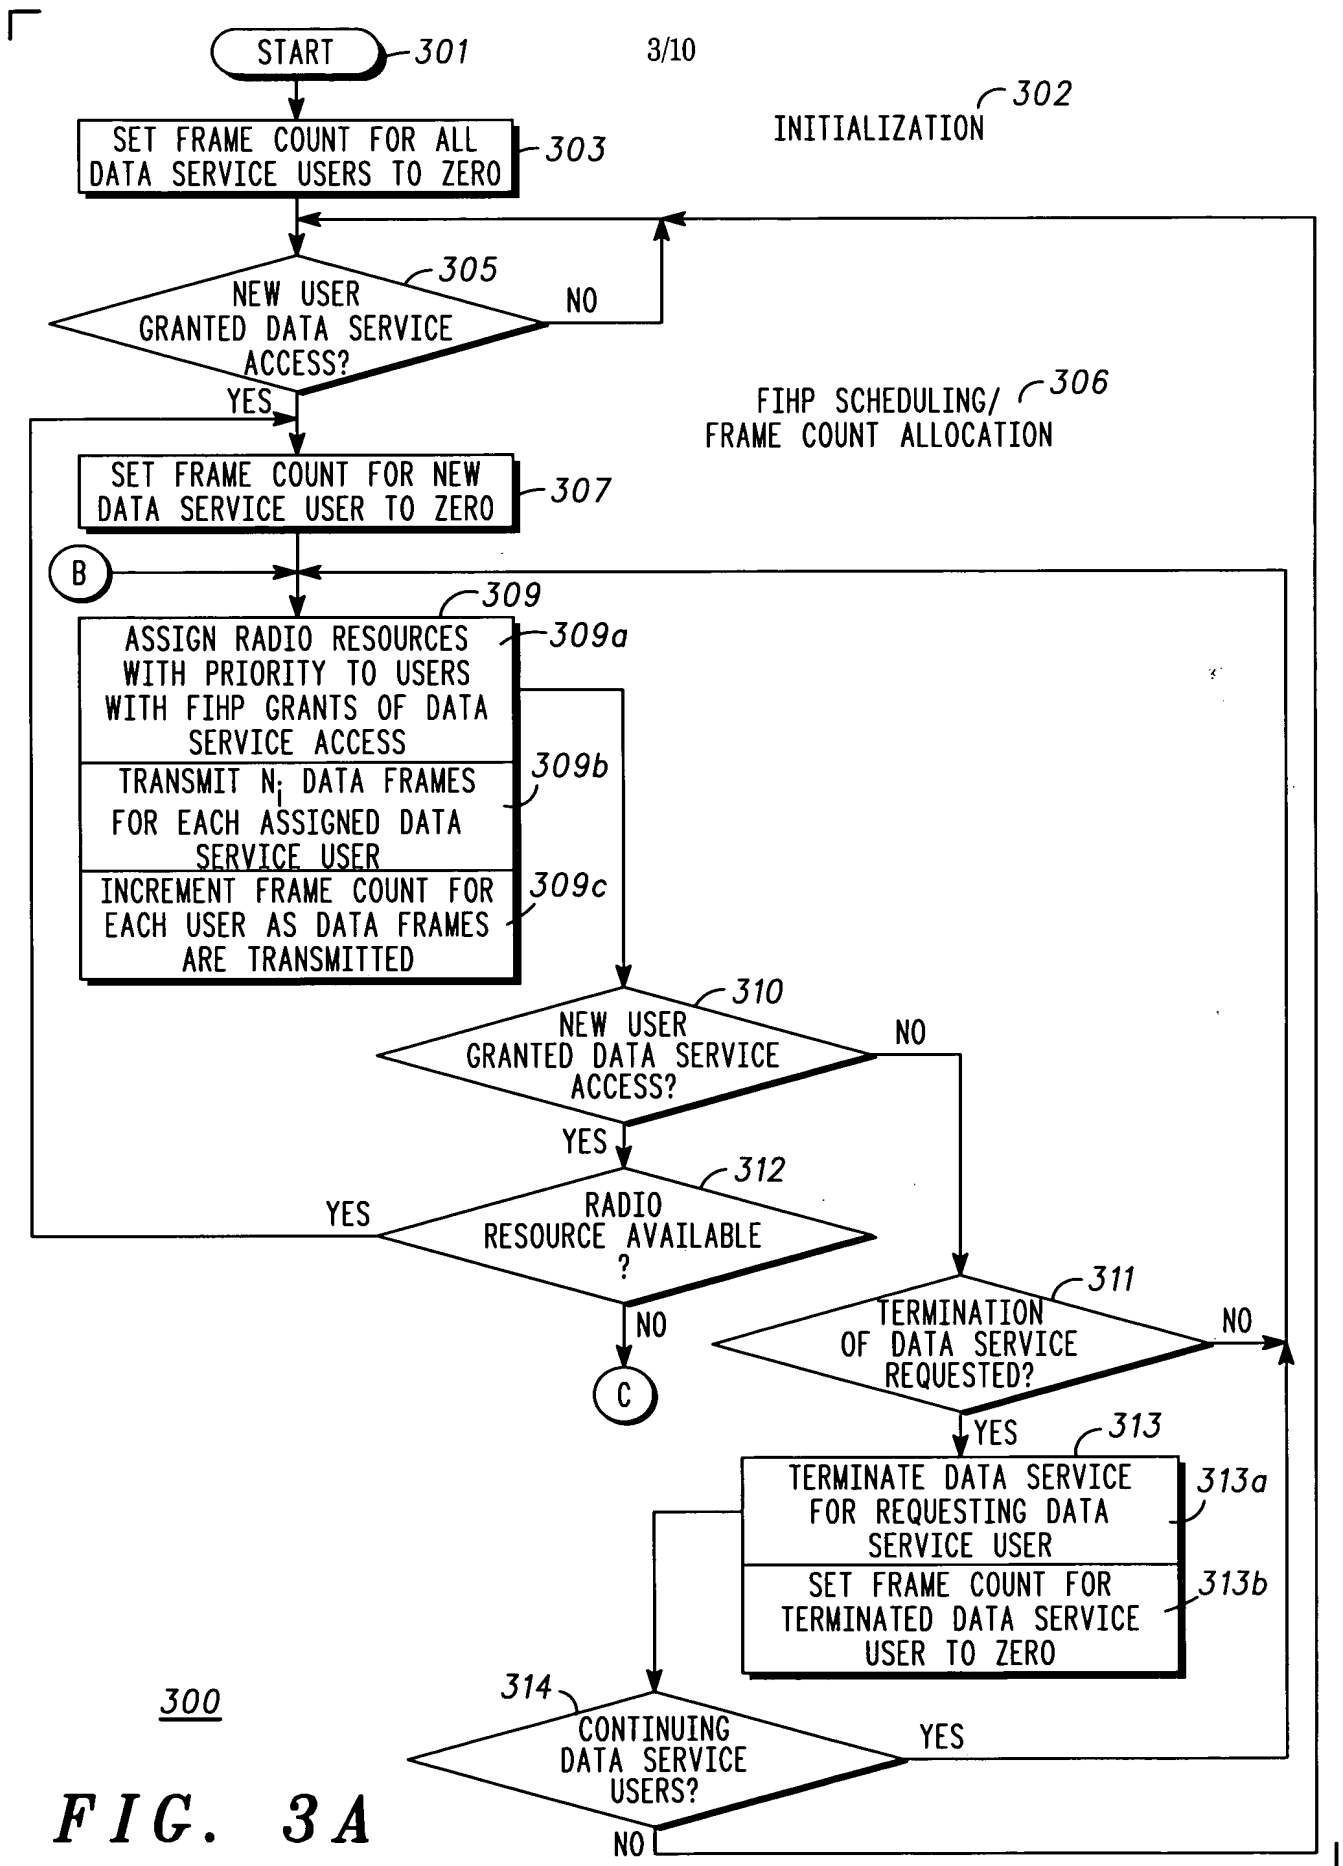 START
301
3/10
INITIALIZATION
302
SET FRAME COUNT FOR ALL
DATA SERVICE USERS TO ZERO
303
305
NEW USER
GRANTED DATA SERVICE
ACCESS?
NO
YES
FIHP SCHEDULING/
FRAME COUNT ALLOCATION
306
SET FRAME COUNT FOR NEW
DATA SERVICE USER TO ZERO
307
B
309
ASSIGN RADIO RESOURCES
WITH PRIORITY TO USERS
WITH FIHP GRANTS OF DATA
SERVICE ACCESS
309a
TRANSMIT Ni DATA FRAMES
FOR EACH ASSIGNED DATA
SERVICE USER
309b
INCREMENT FRAME COUNT FOR
EACH USER AS DATA FRAMES
ARE TRANSMITTED
309c
310
NEW USER
GRANTED DATA SERVICE
ACCESS?
NO
YES
312
RADIO
RESOURCE AVAILABLE
?
YES
NO
C
311
TERMINATION
OF DATA SERVICE
REQUESTED?
NO
YES
313
TERMINATE DATA SERVICE
FOR REQUESTING DATA
SERVICE USER
313a
SET FRAME COUNT FOR
TERMINATED DATA SERVICE
USER TO ZERO
313b
314
CONTINUING
DATA SERVICE
USERS?
YES
NO
300
FIG. 3A